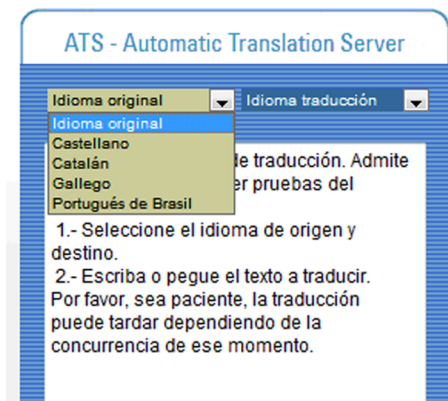 ATS - Automatic Translation Server
Idioma original
Idioma traducción
Idioma original
Castellano
Catalán
Gallego
Portugués de Brasil
de traducción. Admite
er pruebas del
1.- Seleccione el idioma de origen y
destino.
2.- Escriba o pegue el texto a traducir.
Por favor, sea paciente, la traducción
puede tardar dependiendo de la
concurrencia de ese momento.